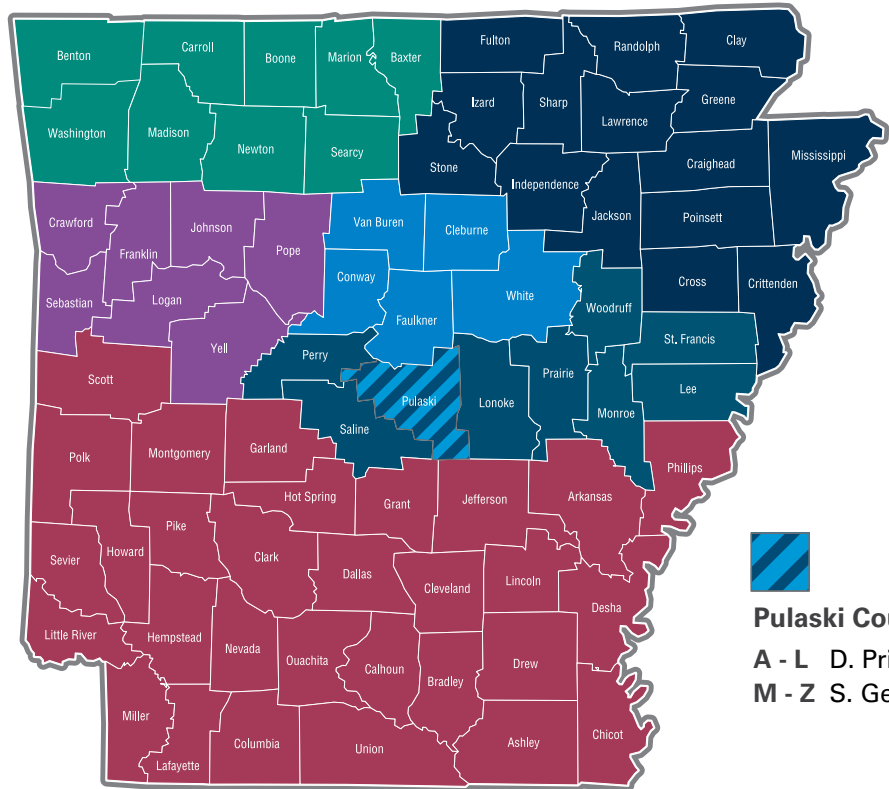 Benton
Carroll
Boone
Marion
Baxter
Fulton
Randolph
Clay
Washington
Madison
Newton
Searcy
Izard
Sharp
Lawrence
Greene
Stone
Independence
Craighead
Mississippi
Crawford
Franklin
Johnson
Pope
Van Buren
Cleburne
Jackson
Poinsett
Sebastian
Logan
Conway
Faulkner
White
Woodruff
Cross
Crittenden
Yell
Perry
St. Francis
Scott
Pulaski
Lonoke
Prairie
Monroe
Lee
Saline
Polk
Montgomery
Garland
Phillips
Hot Spring
Grant
Jefferson
Arkansas
Sevier
Howard
Pike
Clark
Dallas
Cleveland
Lincoln
Desha
Little River
Hempstead
Nevada
Ouachita
Calhoun
Bradley
Drew
Miller
Lafayette
Columbia
Union
Ashley
Chicot
Pulaski Cou
A - L D. Pri
M - Z S. Ge